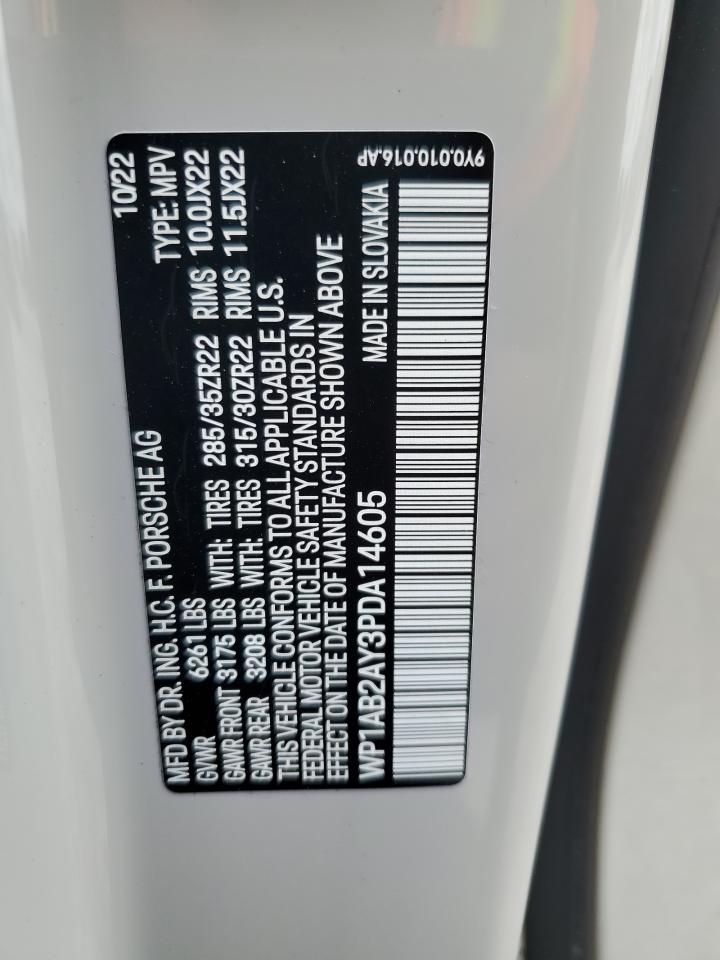 MFD BY DR. ING. H.C. F. PORSCHE AG 10/22
GVWR 6261 LBS TYPE: MPV
GAWR FRONT 3175 LBS WITH: TIRES 285/35ZR22 RIMS 10.0JX22
GAWR REAR 3208 LBS WITH: TIRES 315/30ZR22 RIMS 11.5JX22
THIS VEHICLE CONFORMS TO ALL APPLICABLE U.S.
FEDERAL MOTOR VEHICLE SAFETY STANDARDS IN
EFFECT ON THE DATE OF MANUFACTURE SHOWN ABOVE
WP1AB2AY3PDA14605 MADE IN SLOVAKIA
9Y0.010.016.AP